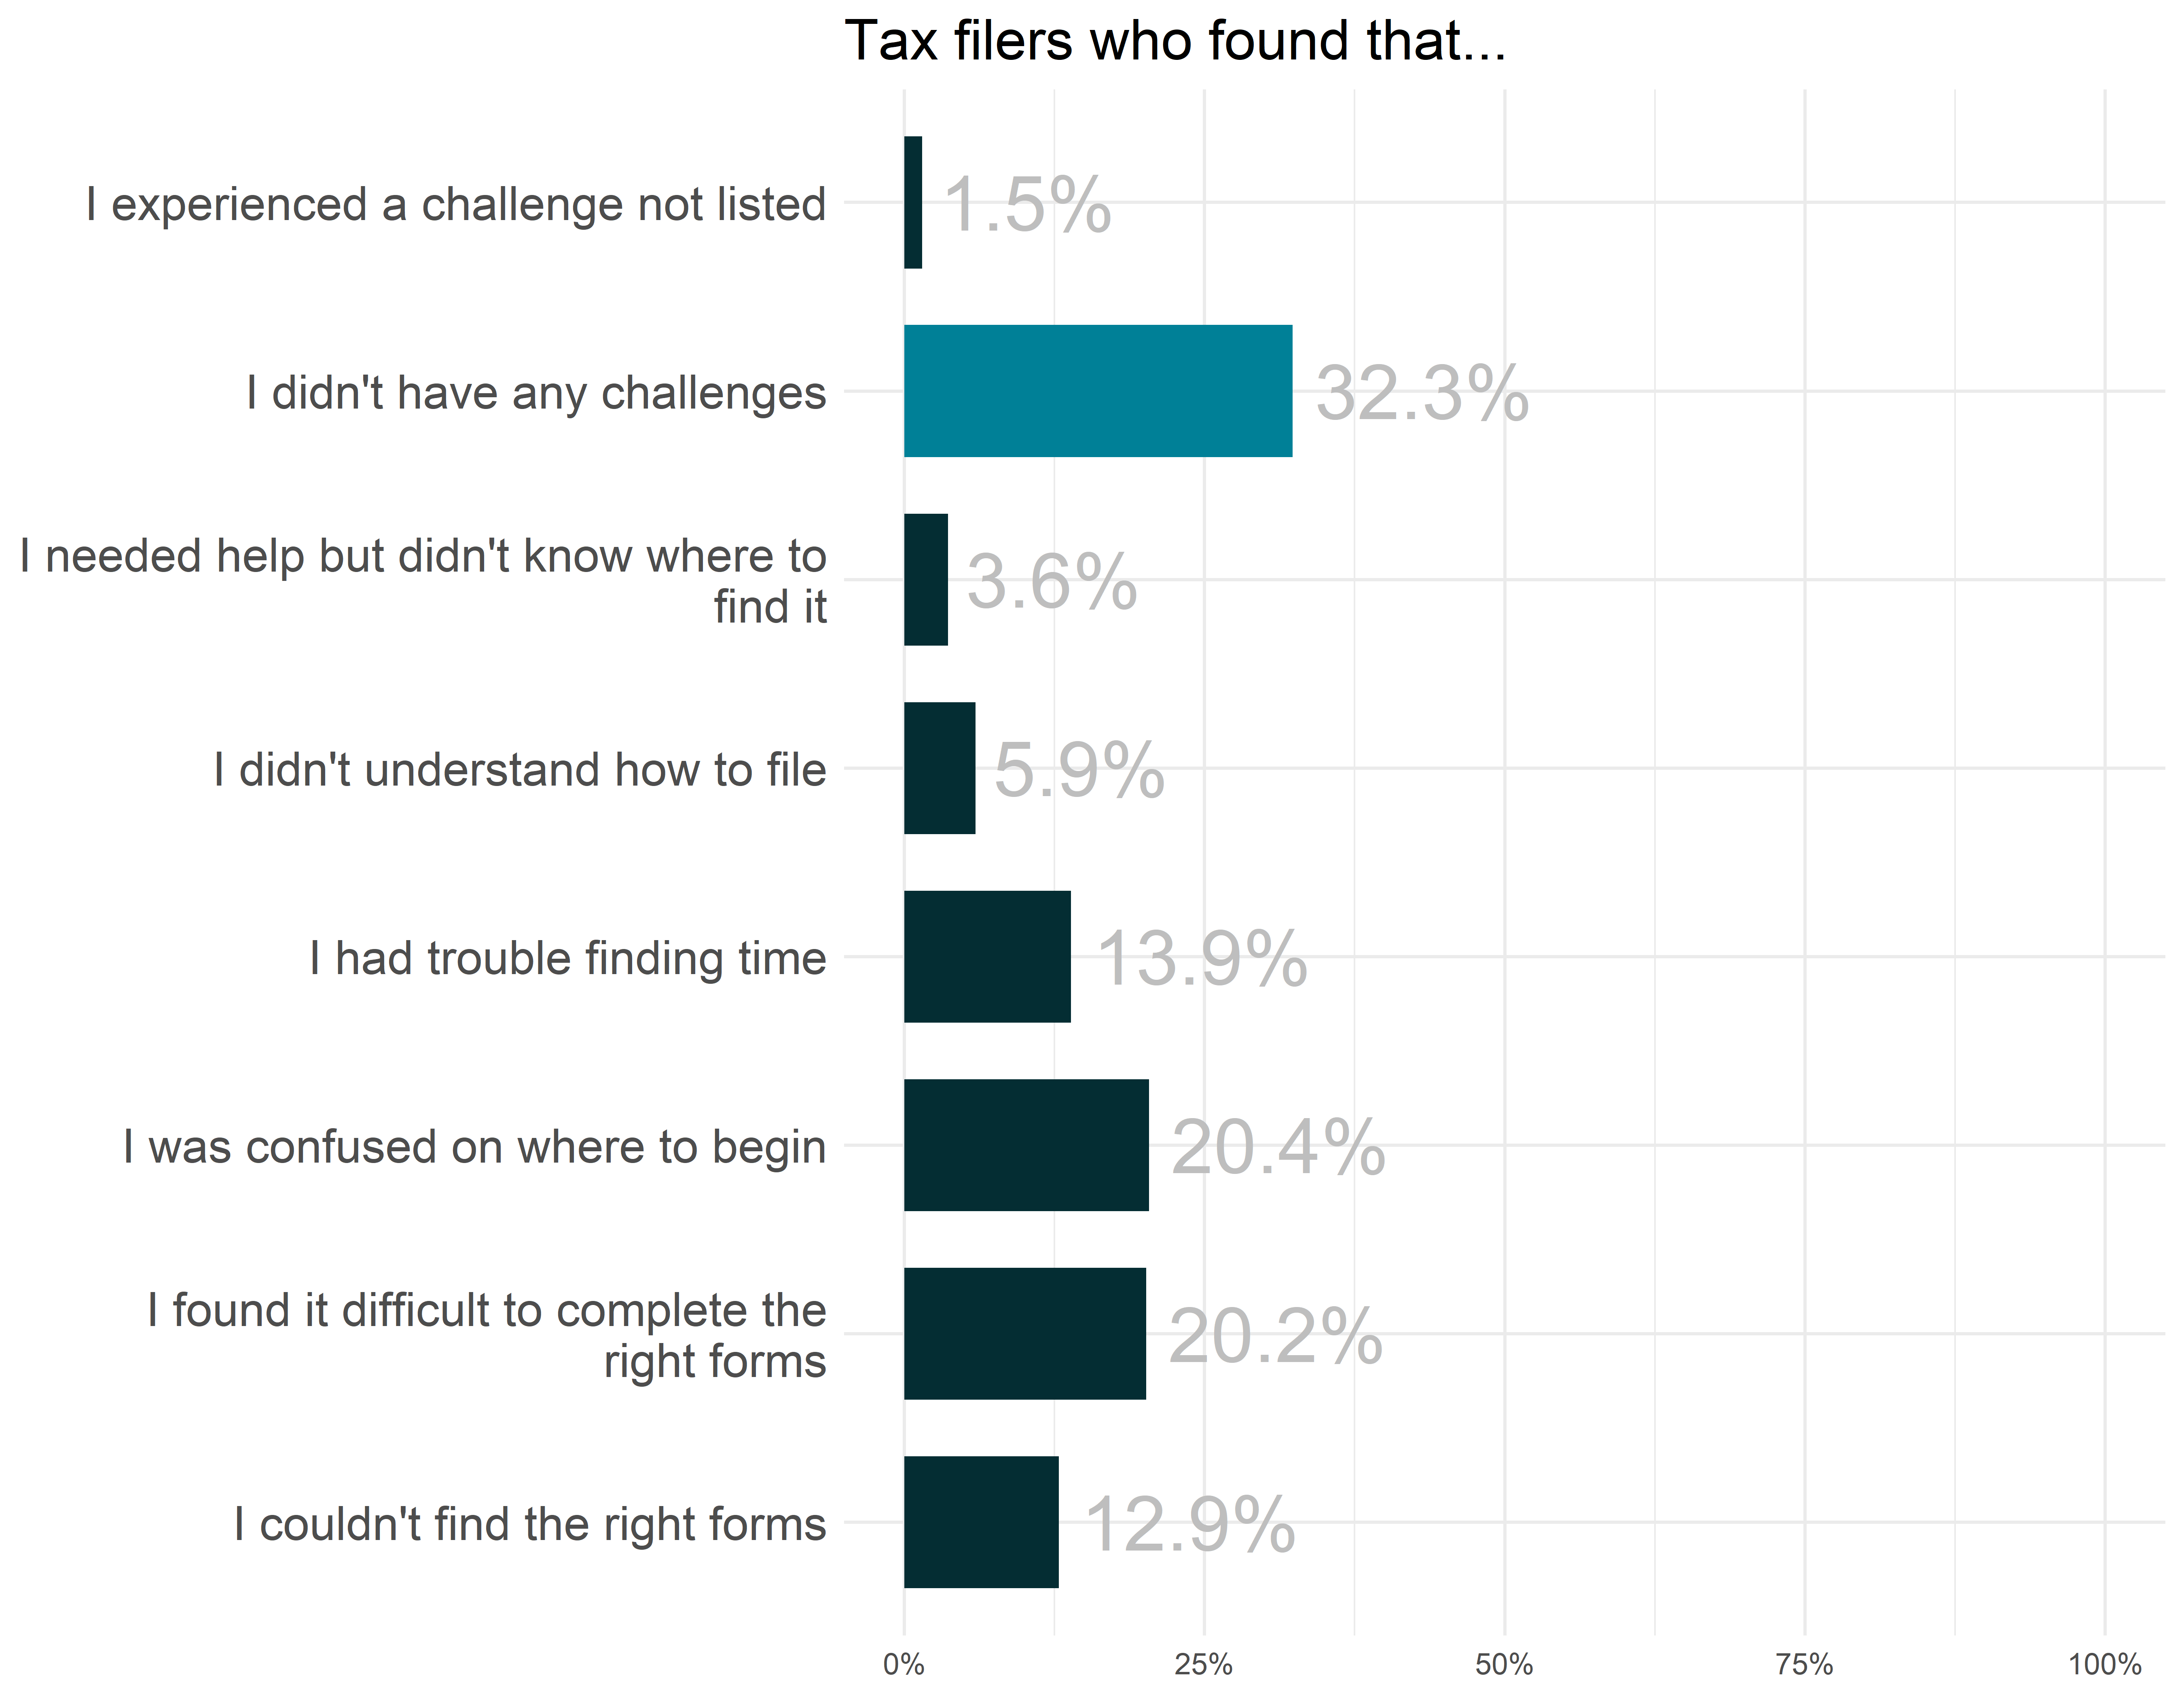 Tax filers who found that...
I experienced a challenge not listed
1.5%
I didn't have any challenges
32.3%
I needed help but didn't know where to
find it
3.6%
I didn't understand how to file
5.9%
I had trouble finding time
13.9%
I was confused on where to begin
20.4%
I found it difficult to complete the
right forms
20.2%
I couldn't find the right forms
12.9%
0% 25% 50% 75% 100%